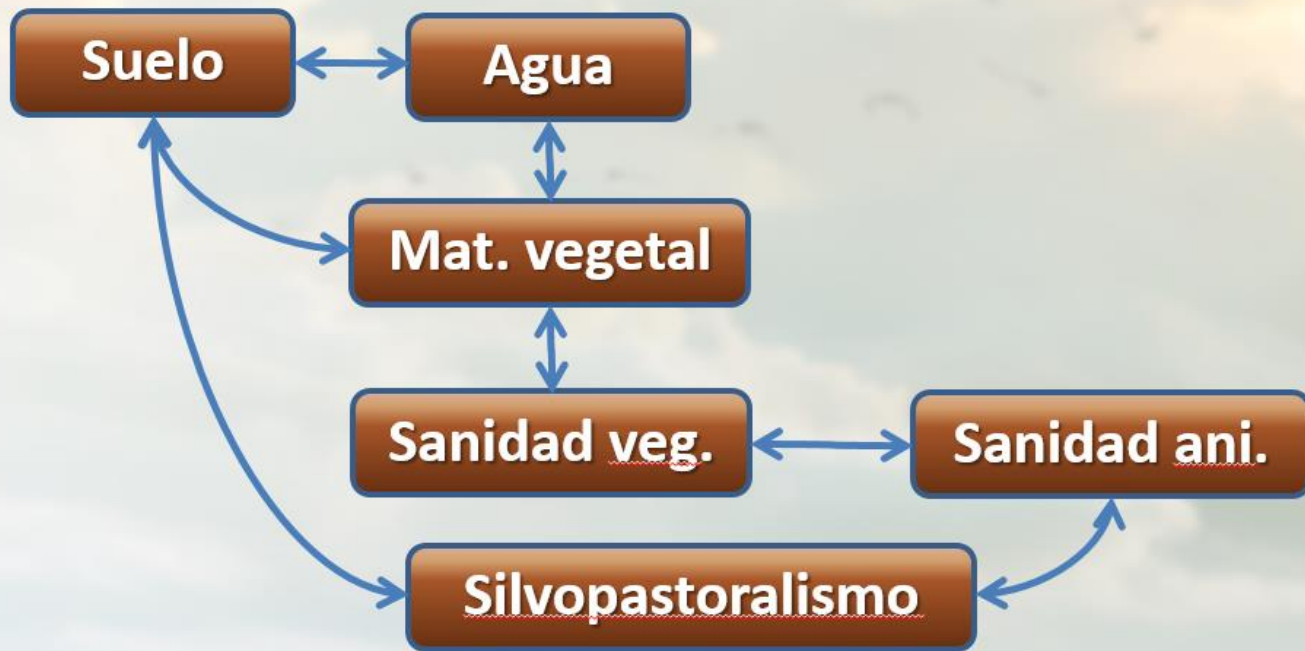 Suelo
Agua
Mat. vegetal
Sanidad veg.
Sanidad ani.
Silvopastoralismo